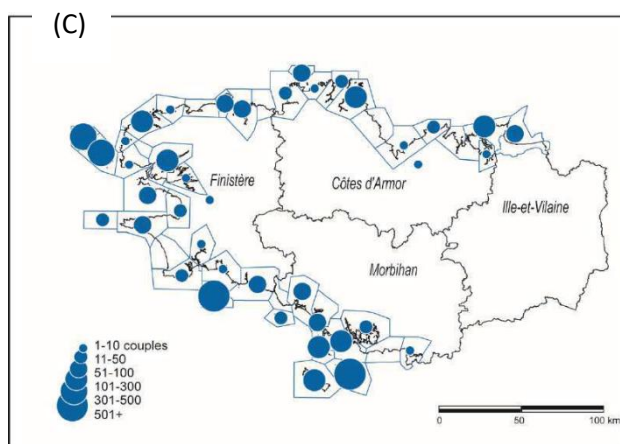 (C)
Finistère
Côtes d'Armor
Ille-et-Vilaine
Morbihan
1-10 couples
11-50
51-100
101-300
301-500
501+
0 50 100 km